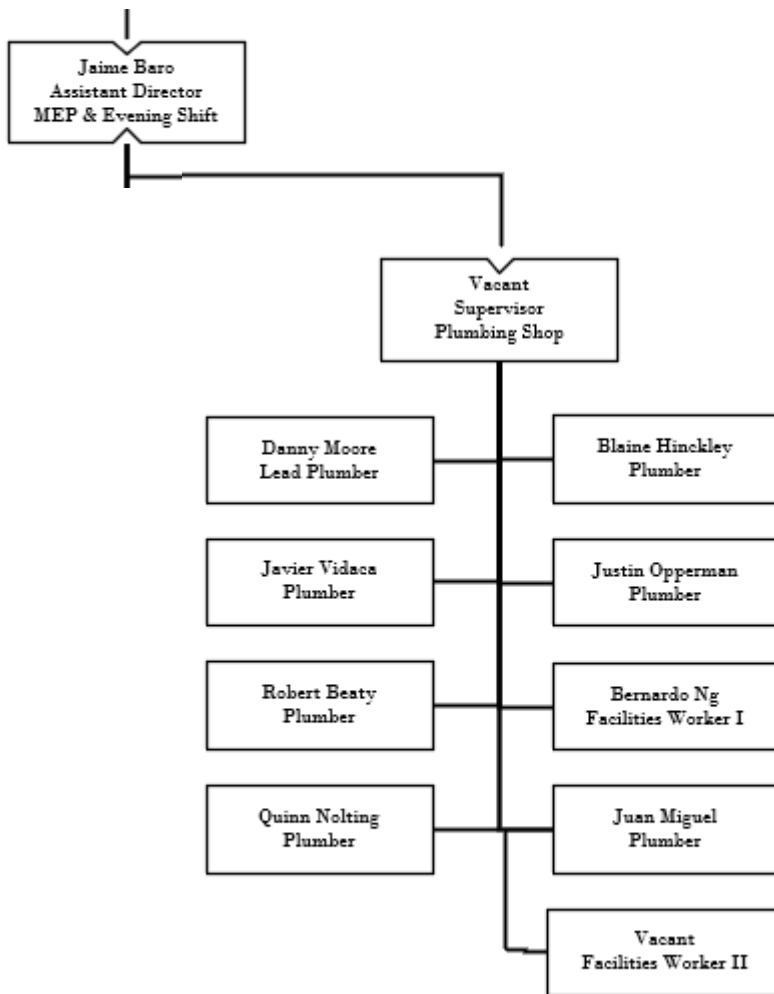 Jaime Baro
Assistant Director
MEP & Evening Shift
Vacant
Supervisor
Plumbing Shop
Danny Moore
Lead Plumber
Blaine Hinckley
Plumber
Javier Vidaca
Plumber
Justin Opperman
Plumber
Robert Beaty
Plumber
Bernardo Ng
Facilities Worker I
Quinn Nolting
Plumber
Juan Miguel
Plumber
Vacant
Facilities Worker II